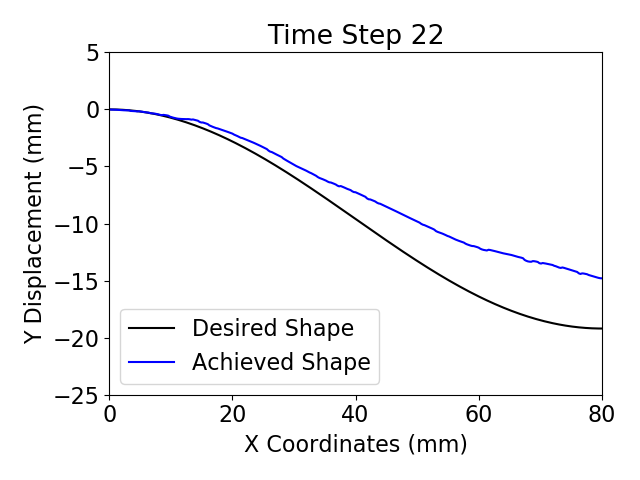 Time Step 22
5
0
−5
−10
−15
−20
−25
Y Displacement (mm)
Desired Shape
Achieved Shape
0 20 40 60 80
X Coordinates (mm)